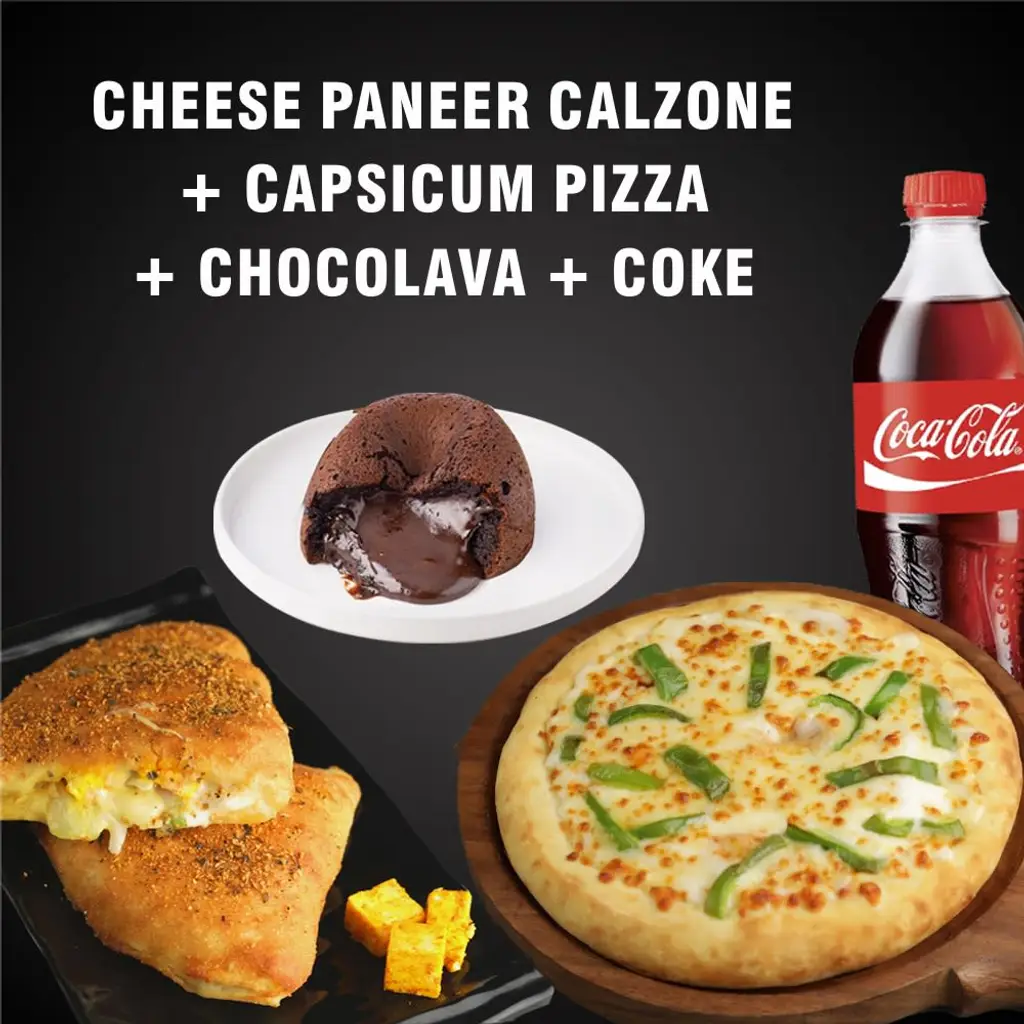 CHEESE PANEER CALZONE
+ CAPSICUM PIZZA
+ CHOCOLAVA + COKE
Coca-Cola